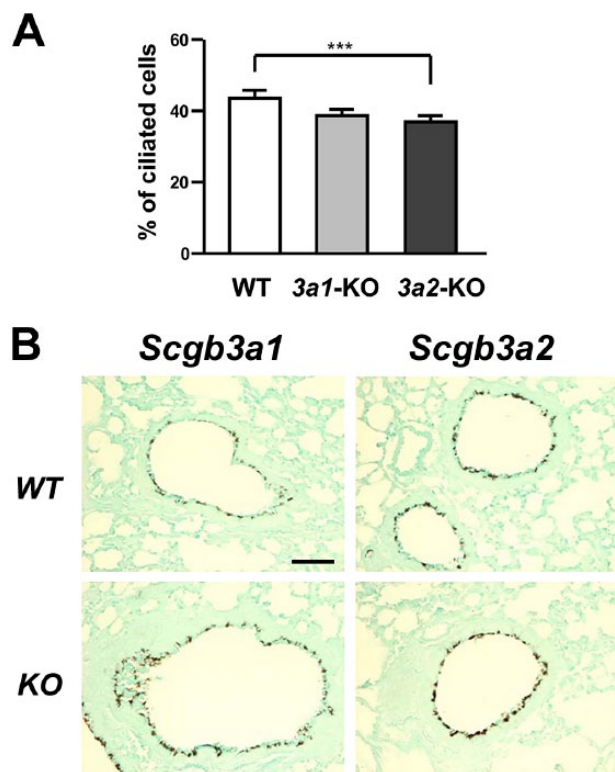 A
60
***
40
20
0
% of ciliated cells
WT 3a1-KO 3a2-KO
B
Scgb3a1 Scgb3a2
WT
KO